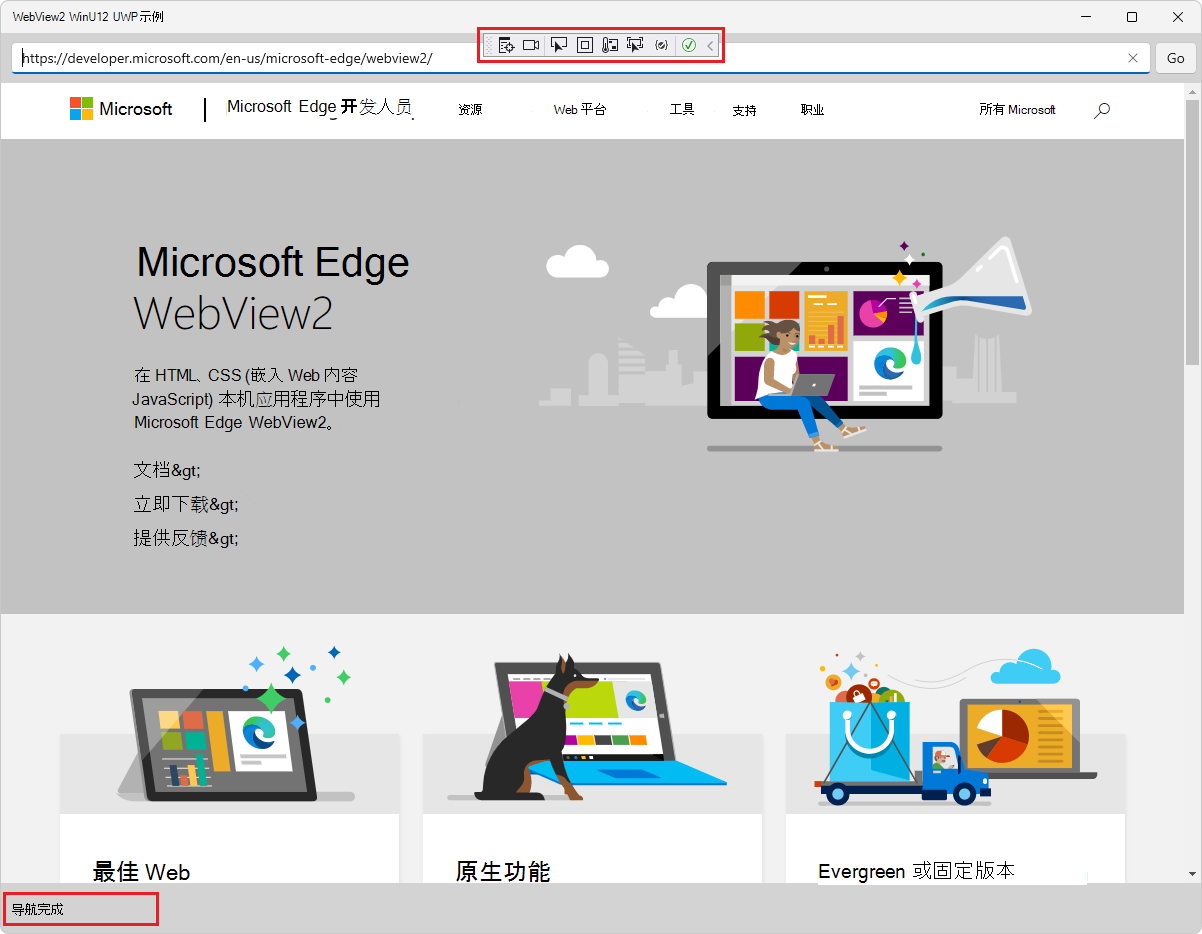 WebView2 WinU12 UWP示例
https://developer.microsoft.com/en-us/microsoft-edge/webview2/
Go
Microsoft
Microsoft Edge 开发人员
资源
Web 平台
工具
支持
职业
所有 Microsoft
Microsoft Edge
WebView2
在 HTML、CSS (嵌入 Web 内容
JavaScript) 本机应用程序中使用
Microsoft Edge WebView2。
文档&gt;
立即下载&gt;
提供反馈&gt;
最佳 Web
原生功能
Evergreen 或固定版本
导航完成